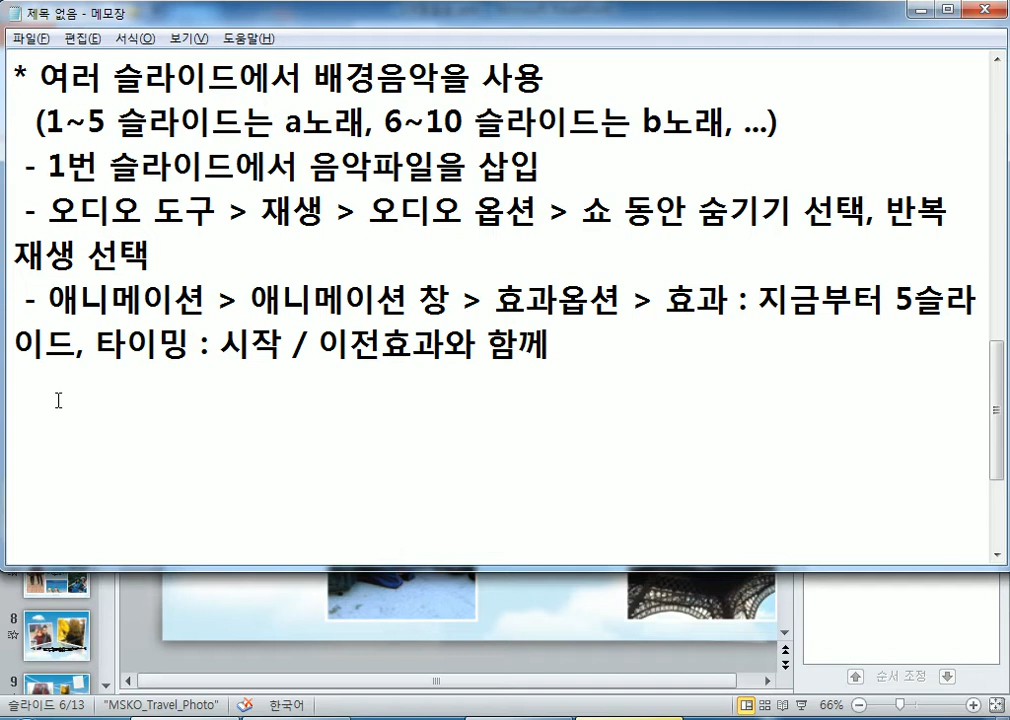 제목 없음 - 메모장
파일(F) 편집(E) 서식(O) 보기(V) 도움말(H)
* 여러 슬라이드에서 배경음악을 사용
(1~5 슬라이드는 a노래, 6~10 슬라이드는 b노래, ...)
- 1번 슬라이드에서 음악파일을 삽입
- 오디오 도구 > 재생 > 오디오 옵션 > 쇼 동안 숨기기 선택, 반복
재생 선택
- 애니메이션 > 애니메이션 창 > 효과옵션 > 효과 : 지금부터 5슬라
이드, 타이밍 : 시작 / 이전효과와 함께
8
9
순서 조정
슬라이드 6/13 "MSKO_Travel_Photo" 한국어 66%